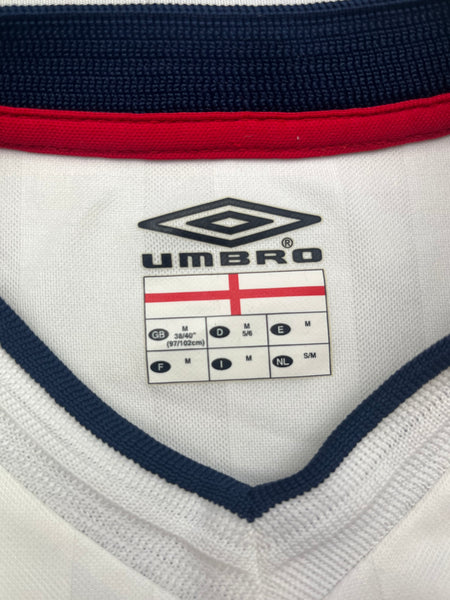 UMBRO®
GB M 38/40" (97/102cm) D M 5/6 E M
F M I M NL S/M